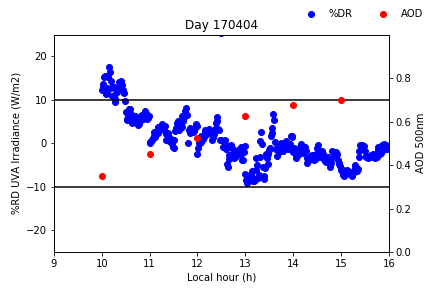 %DR AOD
Day 170404
%RD UVA Irradiance (W/m2)
20
10
0
−10
−20
0.8
0.6
0.4
0.2
0.0
AOD 500nm
9 10 11 12 13 14 15 16
Local hour (h)